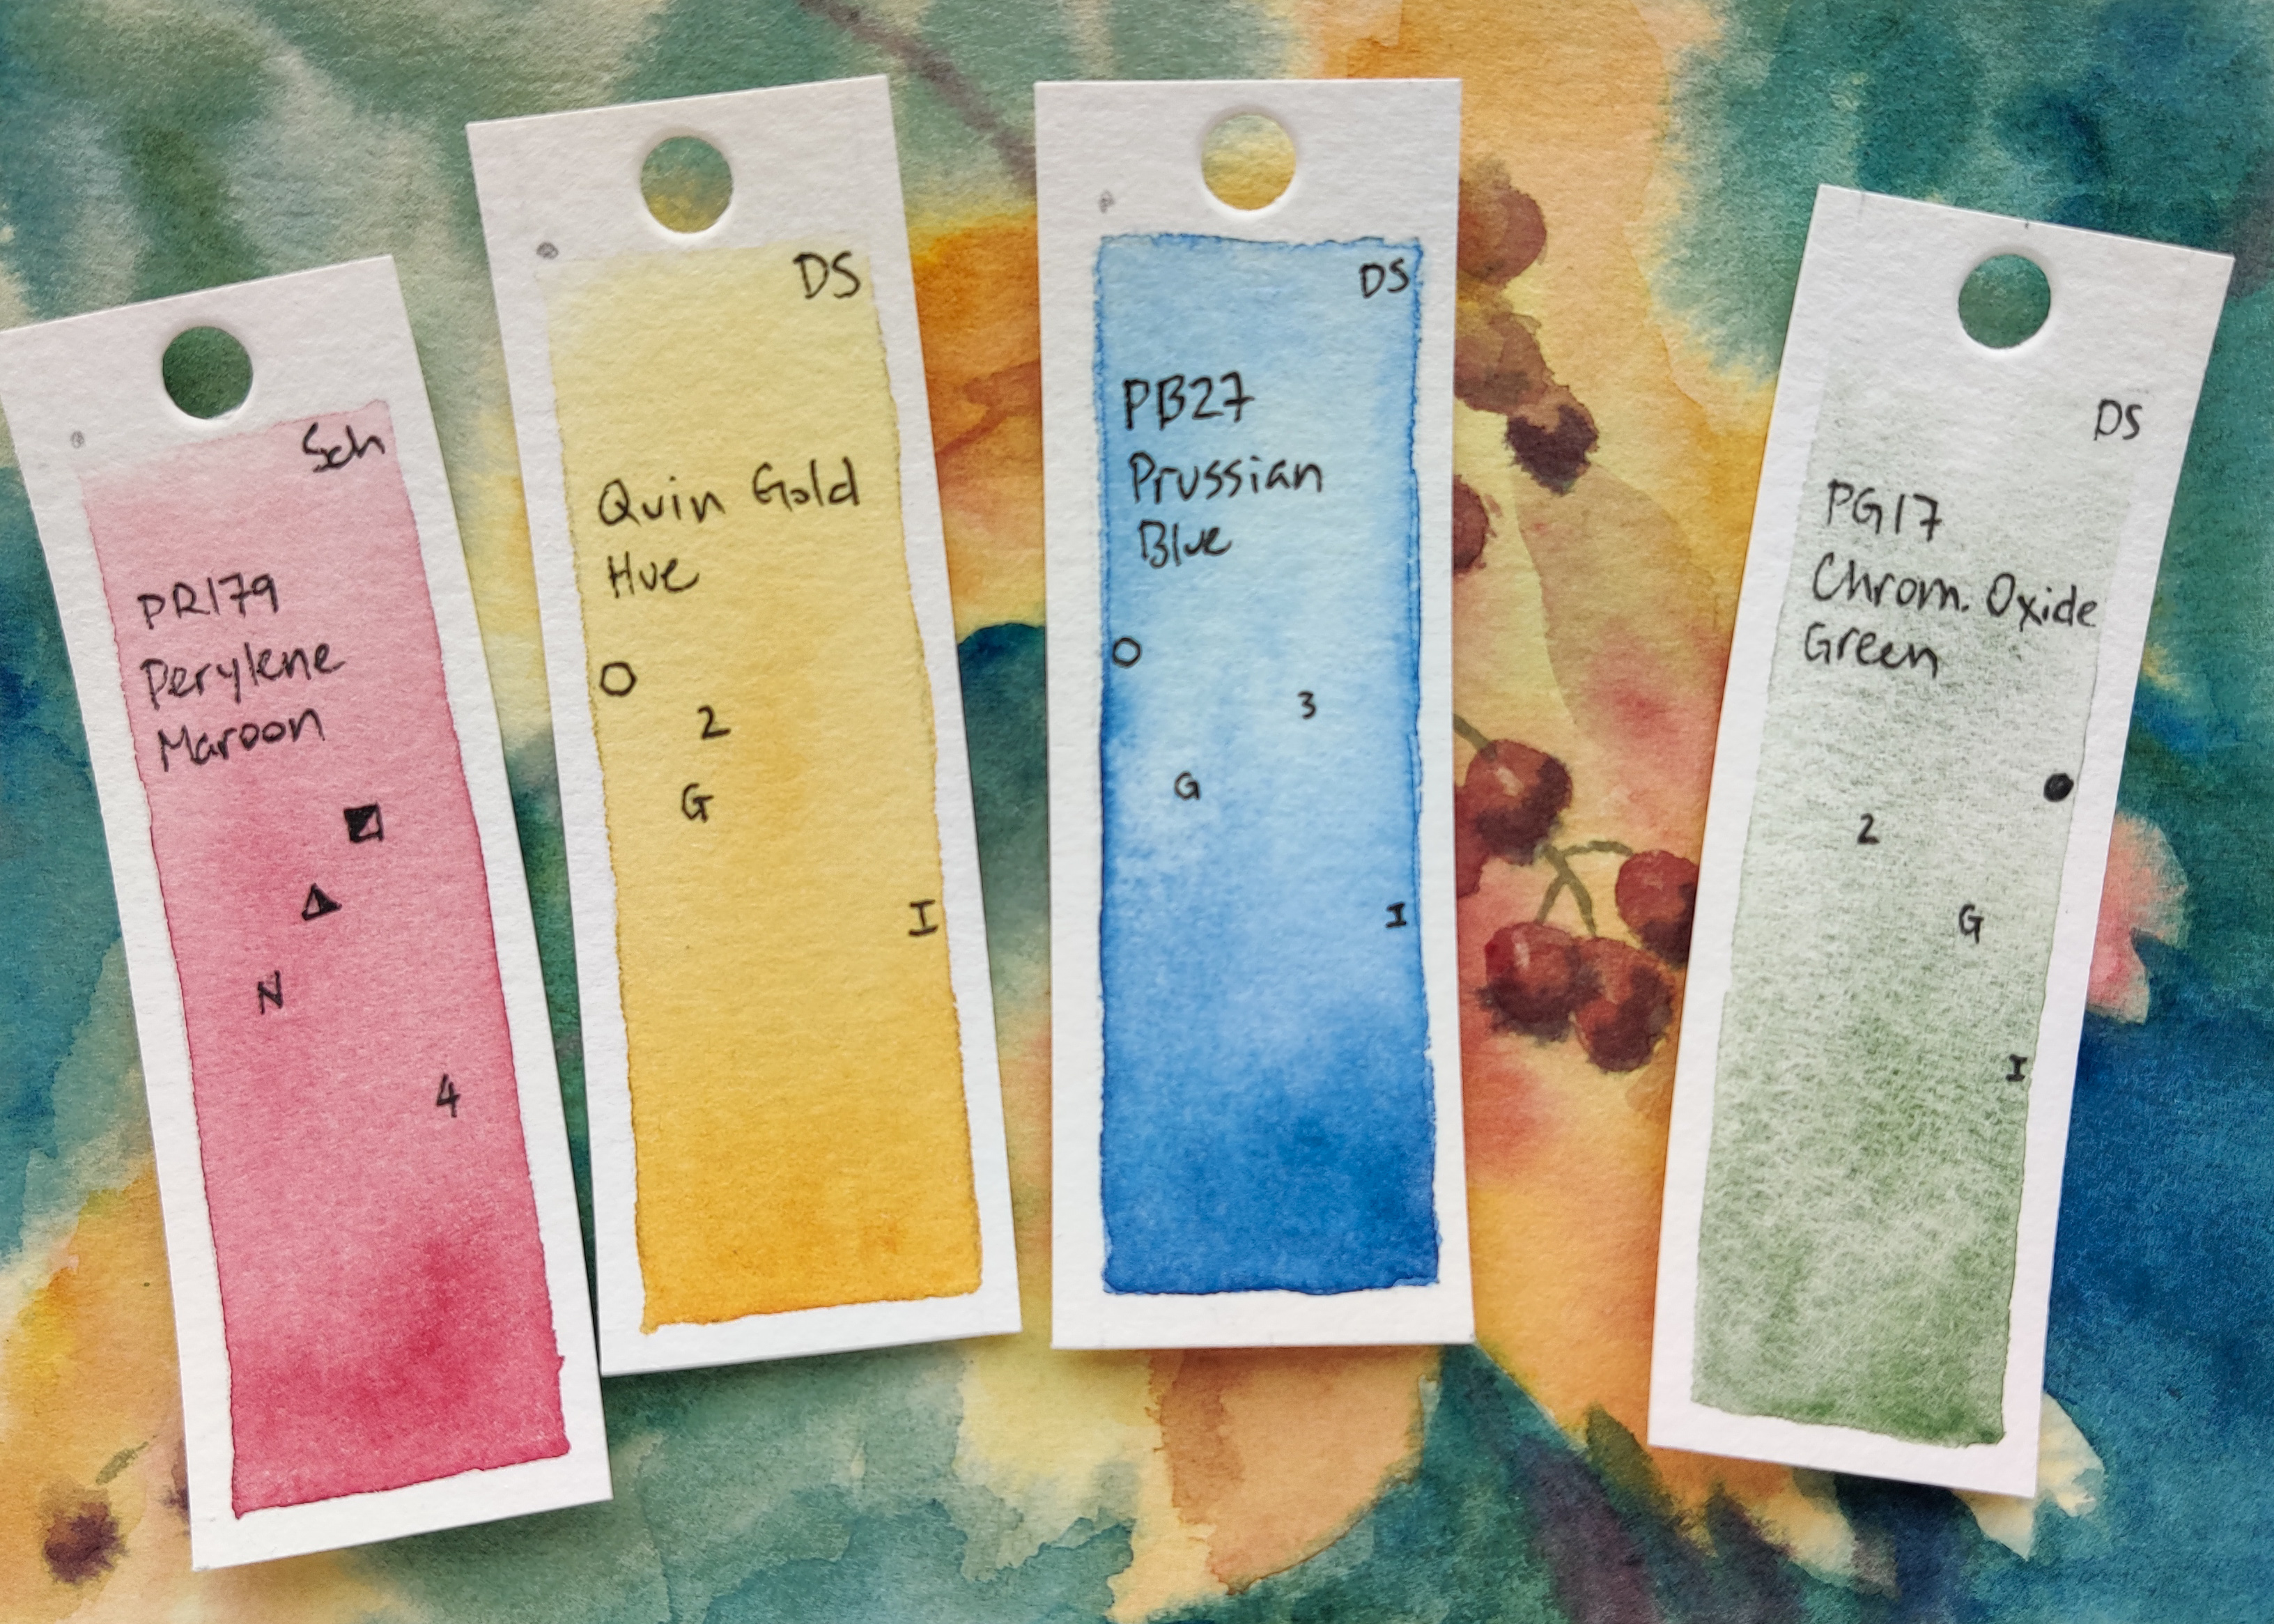 Sch
PR179
Perylene
Maroon
N
4
DS
Quin Gold
Hue
2
G
I
DS
PB27
Prussian
Blue
3
G
I
DS
PG17
Chrom. Oxide
Green
2
G
I